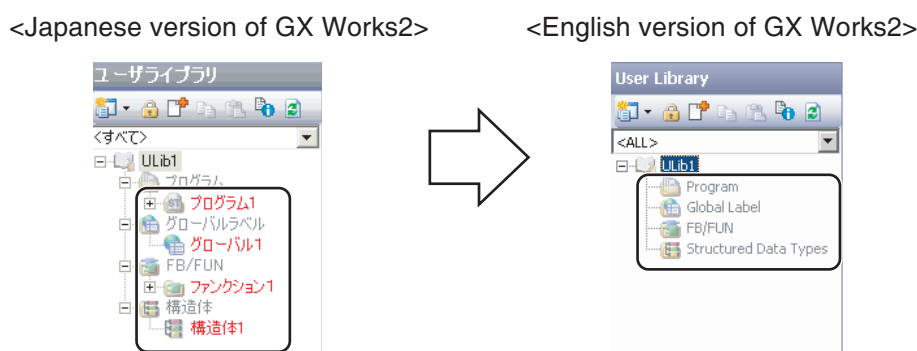 <Japanese version of GX Works2>
<English version of GX Works2>
ユーザライブラリ
<すべて>
ULib1
プログラム
プログラム1
グローバルラベル
グローバル1
FB/FUN
ファンクション1
構造体
構造体1
User Library
<ALL>
ULib1
Program
Global Label
FB/FUN
Structured Data Types